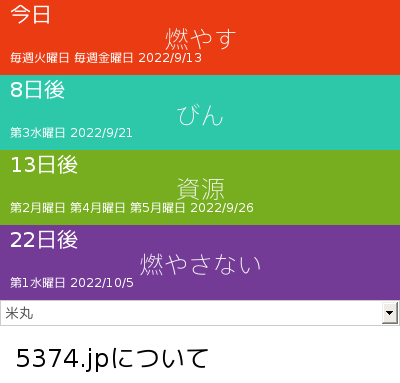 今日
燃やす
毎週火曜日 毎週金曜日 2022/9/13
8日後
びん
第3水曜日 2022/9/21
13日後
資源
第2月曜日 第4月曜日 第5月曜日 2022/9/26
22日後
燃やさない
第1水曜日 2022/10/5
米丸
5374.jpについて